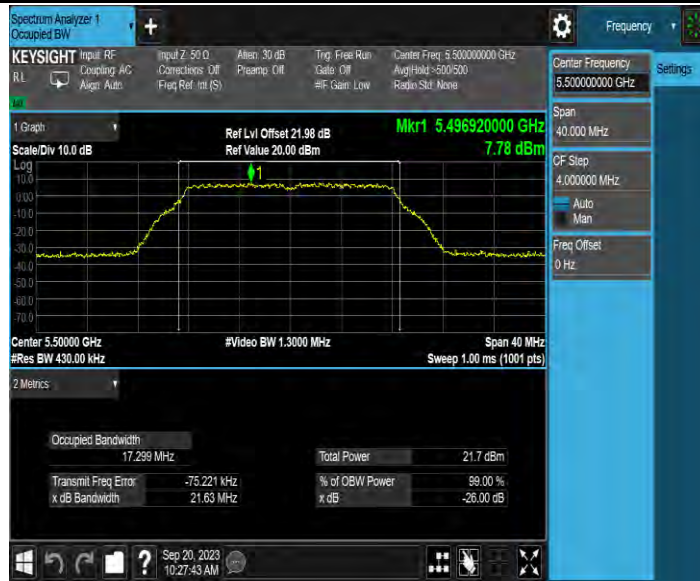 Spectrum Analyzer 1
Occupied BW
+
Frequency
KEYSIGHT
Input: RF
Coupling: AC
Align: Auto
Input Z: 50 Ω
Corrections: Off
Freq Ref: Int (S)
Atten: 30 dB
Preamp: Off
Trig: Free Run
Gate: Off
#IF Gain: Low
Center Freq: 5.500000000 GHz
Avg|Hold:>500/500
Radio Std: None
RL
Center Frequency
5.500000000 GHz
Settings
Span
40.000 MHz
CF Step
4.000000 MHz
Auto
Man
Freq Offset
0 Hz
1 Graph
Scale/Div 10.0 dB
Ref Lvl Offset 21.98 dB
Ref Value 20.00 dBm
Mkr1 5.496920000 GHz
7.78 dBm
Log
10.0
0.00
-10.0
-20.0
-30.0
-40.0
-50.0
-60.0
-70.0
1
Center 5.50000 GHz
#Res BW 430.00 kHz
#Video BW 1.3000 MHz
Span 40 MHz
Sweep 1.00 ms (1001 pts)
2 Metrics
Occupied Bandwidth
17.299 MHz
Total Power 21.7 dBm
Transmit Freq Error -75.221 kHz
% of OBW Power 99.00 %
x dB Bandwidth 21.63 MHz
x dB -26.00 dB
?
Sep 20, 2023
10:27:43 AM